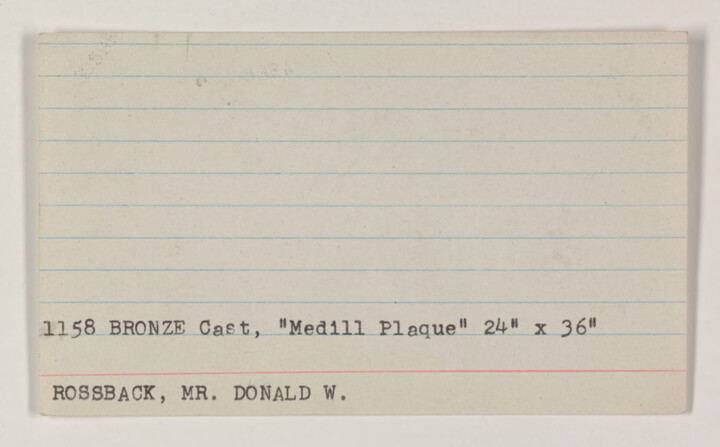 1158 BRONZE Cast, "Medill Plaque" 24" x 36"
ROSSBACK, MR. DONALD W.